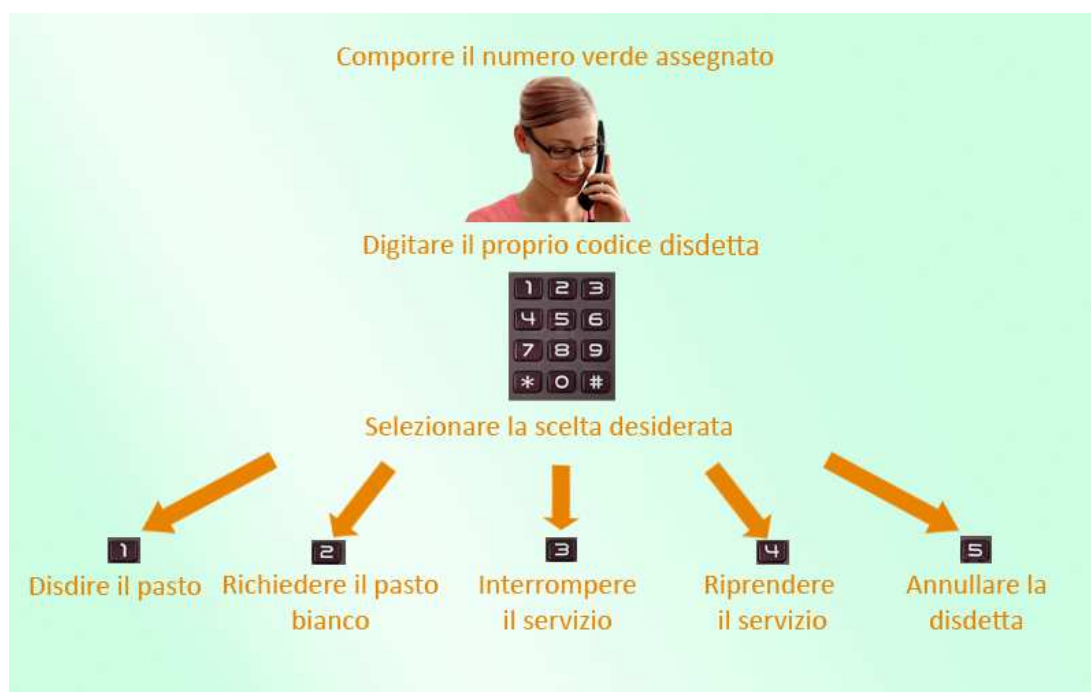 Comporre il numero verde assegnato
Digitare il proprio codice disdetta
1 2 3
4 5 6
7 8 9
* 0 #
Selezionare la scelta desiderata
1 2 3 4 5
Disdire il pasto
Richiedere il pasto
bianco
Interrompere
il servizio
Riprendere
il servizio
Annullare la
disdetta